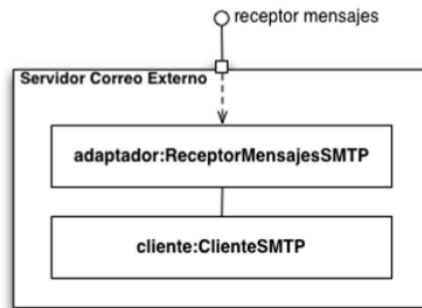 receptor mensajes
Servidor Correo Externo
adaptador:ReceptorMensajesSMTP
cliente:ClienteSMTP